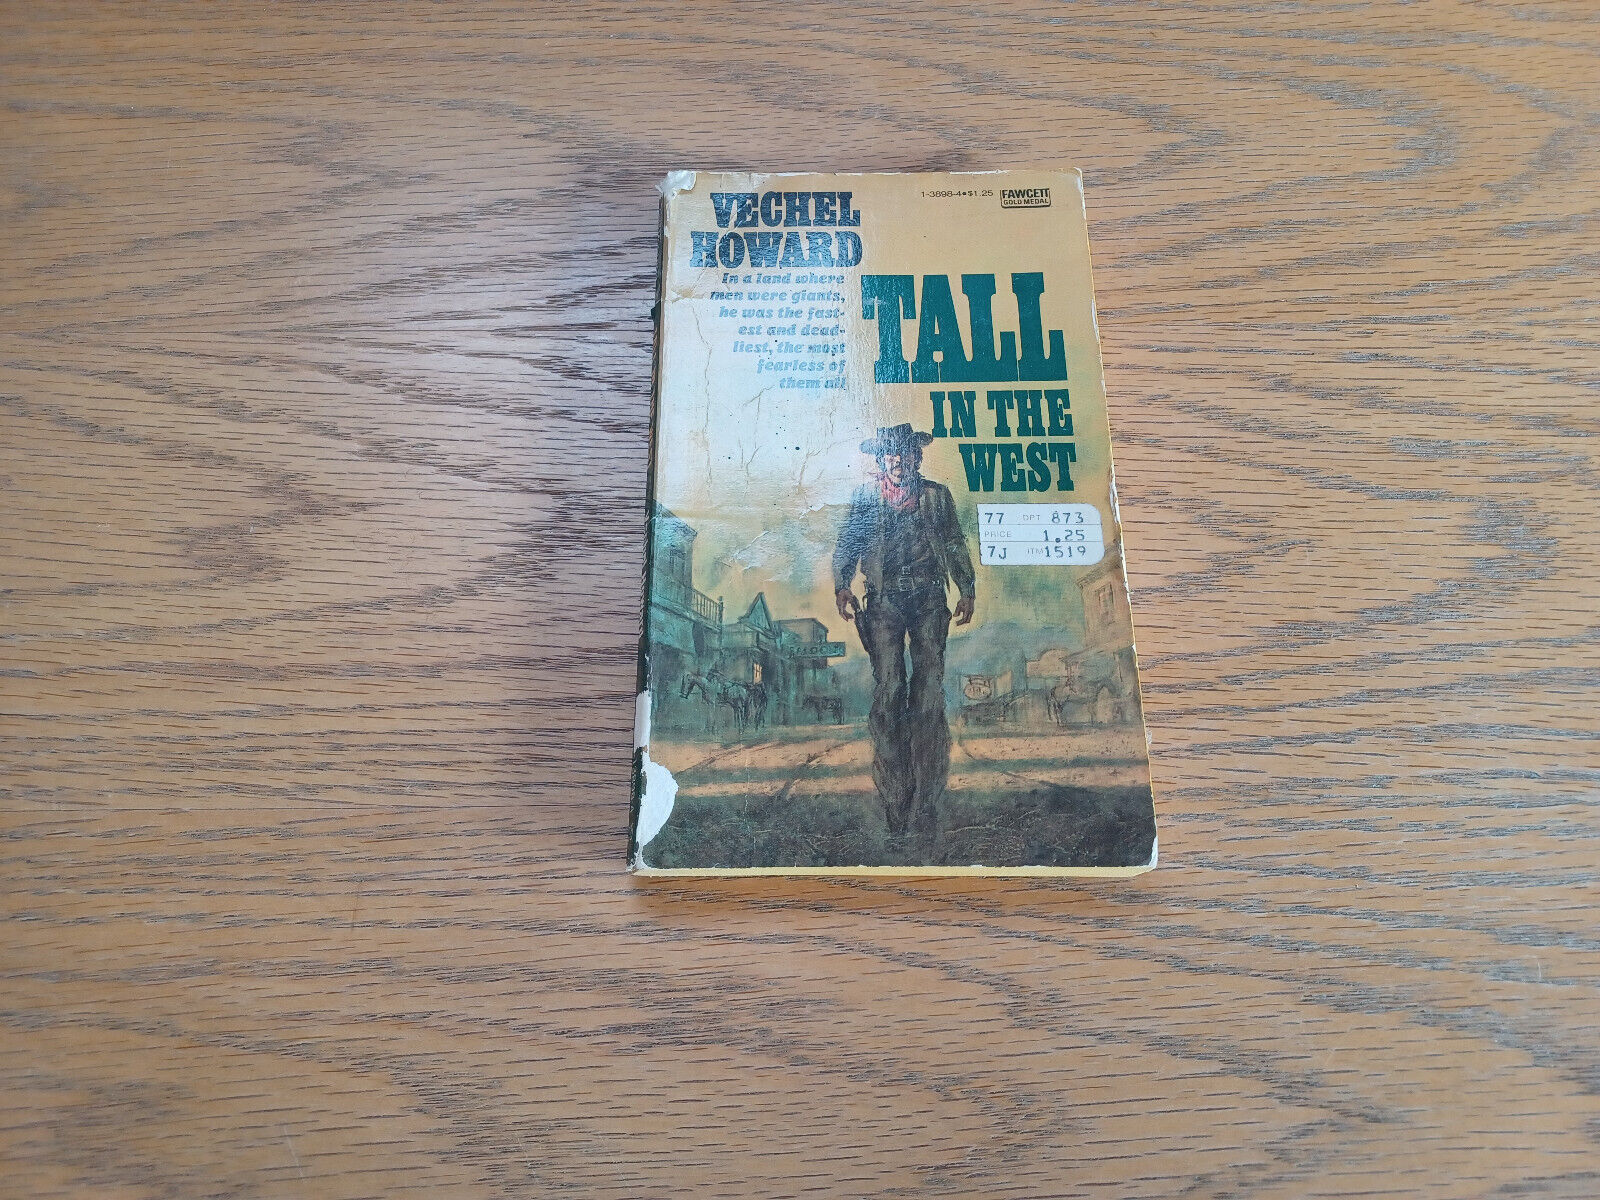 VECHEL
HOWARD
In a land where
men were giants,
he was the fast-
est and dead-
liest, the most
fearless of
them all
1-3898-4•$1.25
FAWCETT
GOLD MEDAL
TALL
IN THE
WEST
77 DPT 873
PRICE 1.25
7J ITM 1519
SALOON